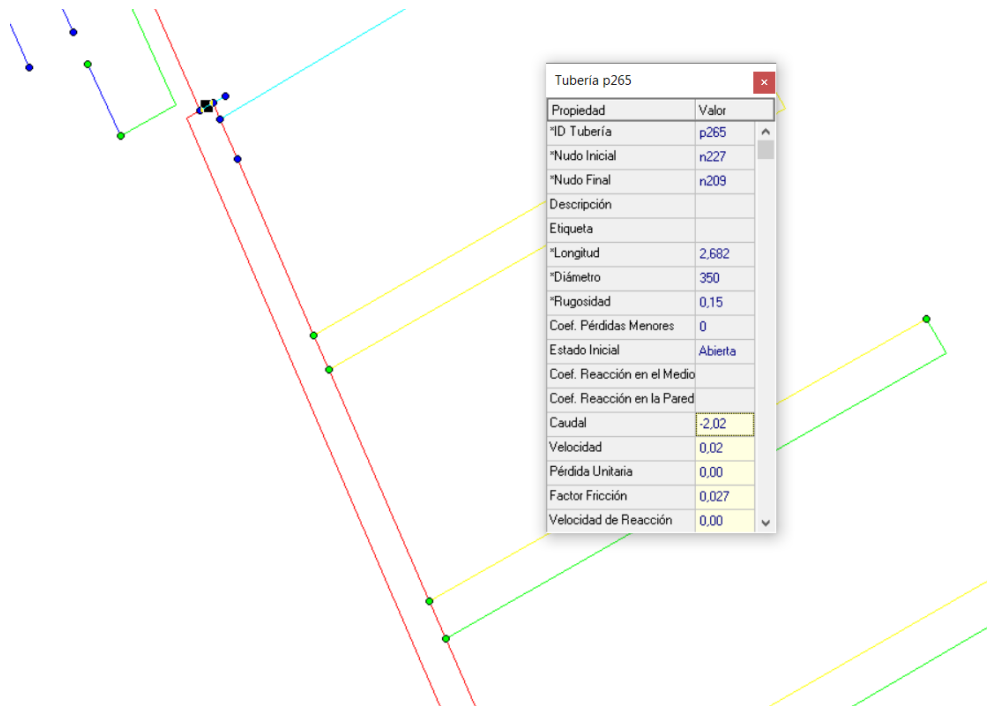 Tubería p265
Propiedad Valor
*ID Tubería p265
*Nudo Inicial n227
*Nudo Final n209
Descripción
Etiqueta
*Longitud 2,682
*Diámetro 350
*Rugosidad 0,15
Coef. Pérdidas Menores 0
Estado Inicial Abierta
Coef. Reacción en el Medio
Coef. Reacción en la Pared
Caudal -2,02
Velocidad 0,02
Pérdida Unitaria 0,00
Factor Fricción 0,027
Velocidad de Reacción 0,00